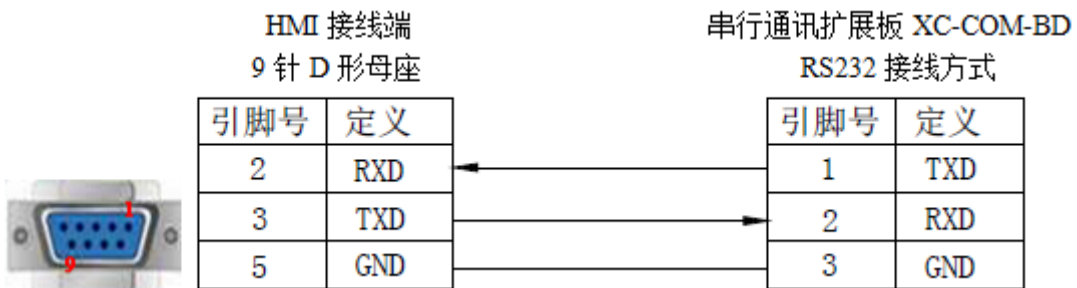 HMI 接线端
9 针 D 形母座
串行通讯扩展板 XC-COM-BD
RS232 接线方式
引脚号 定义
2 RXD
3 TXD
5 GND
引脚号 定义
1 TXD
2 RXD
3 GND
1
9